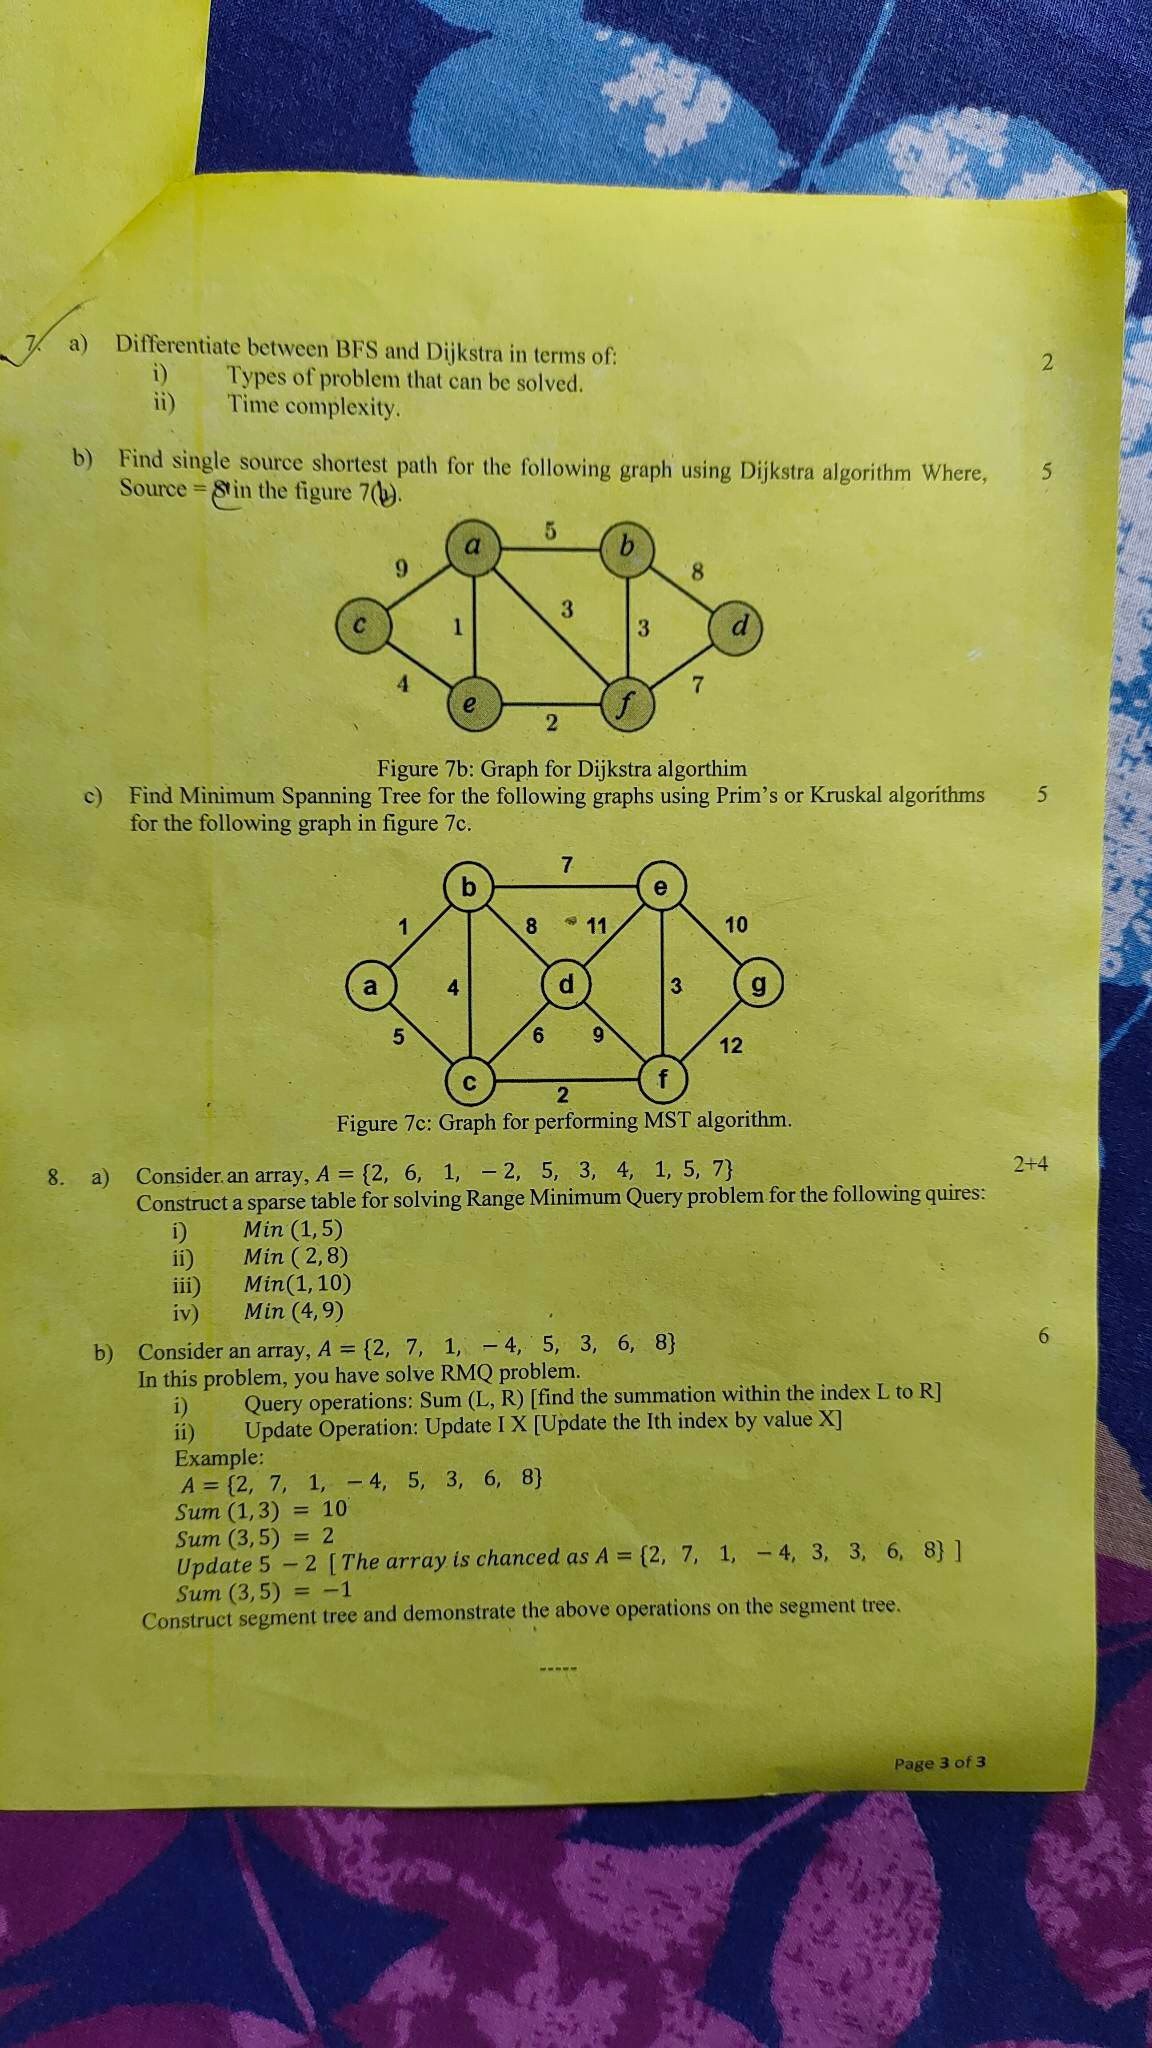 7. a) Differentiate between BFS and Dijkstra in terms of: 2
i) Types of problem that can be solved.
ii) Time complexity.
b) Find single source shortest path for the following graph using Dijkstra algorithm Where, 5
Source = in the figure 7(b).
a 5 b
9 8
c 1 3 3 d
4 7
e 2 f
Figure 7b: Graph for Dijkstra algorthim
c) Find Minimum Spanning Tree for the following graphs using Prim's or Kruskal algorithms 5
for the following graph in figure 7c.
7
b e
1 8 11 10
a 4 d 3 g
5 6 9 12
c f
2
Figure 7c: Graph for performing MST algorithm.
8. a) Consider an array, A = {2, 6, 1, −2, 5, 3, 4, 1, 5, 7} 2+4
Construct a sparse table for solving Range Minimum Query problem for the following quires:
i) Min (1,5)
ii) Min ( 2,8)
iii) Min(1, 10)
iv) Min (4,9)
b) Consider an array, A = {2, 7, 1, −4, 5, 3, 6, 8} 6
In this problem, you have solve RMQ problem.
i) Query operations: Sum (L, R) [find the summation within the index L to R]
ii) Update Operation: Update I X [Update the Ith index by value X]
Example:
A = {2, 7, 1, −4, 5, 3, 6, 8}
Sum (1,3) = 10
Sum (3,5) = 2
Update 5 − 2 [ The array is chanced as A = {2, 7, 1, −4, 3, 3, 6, 8} ]
Sum (3,5) = −1
Construct segment tree and demonstrate the above operations on the segment tree.
-----
Page 3 of 3